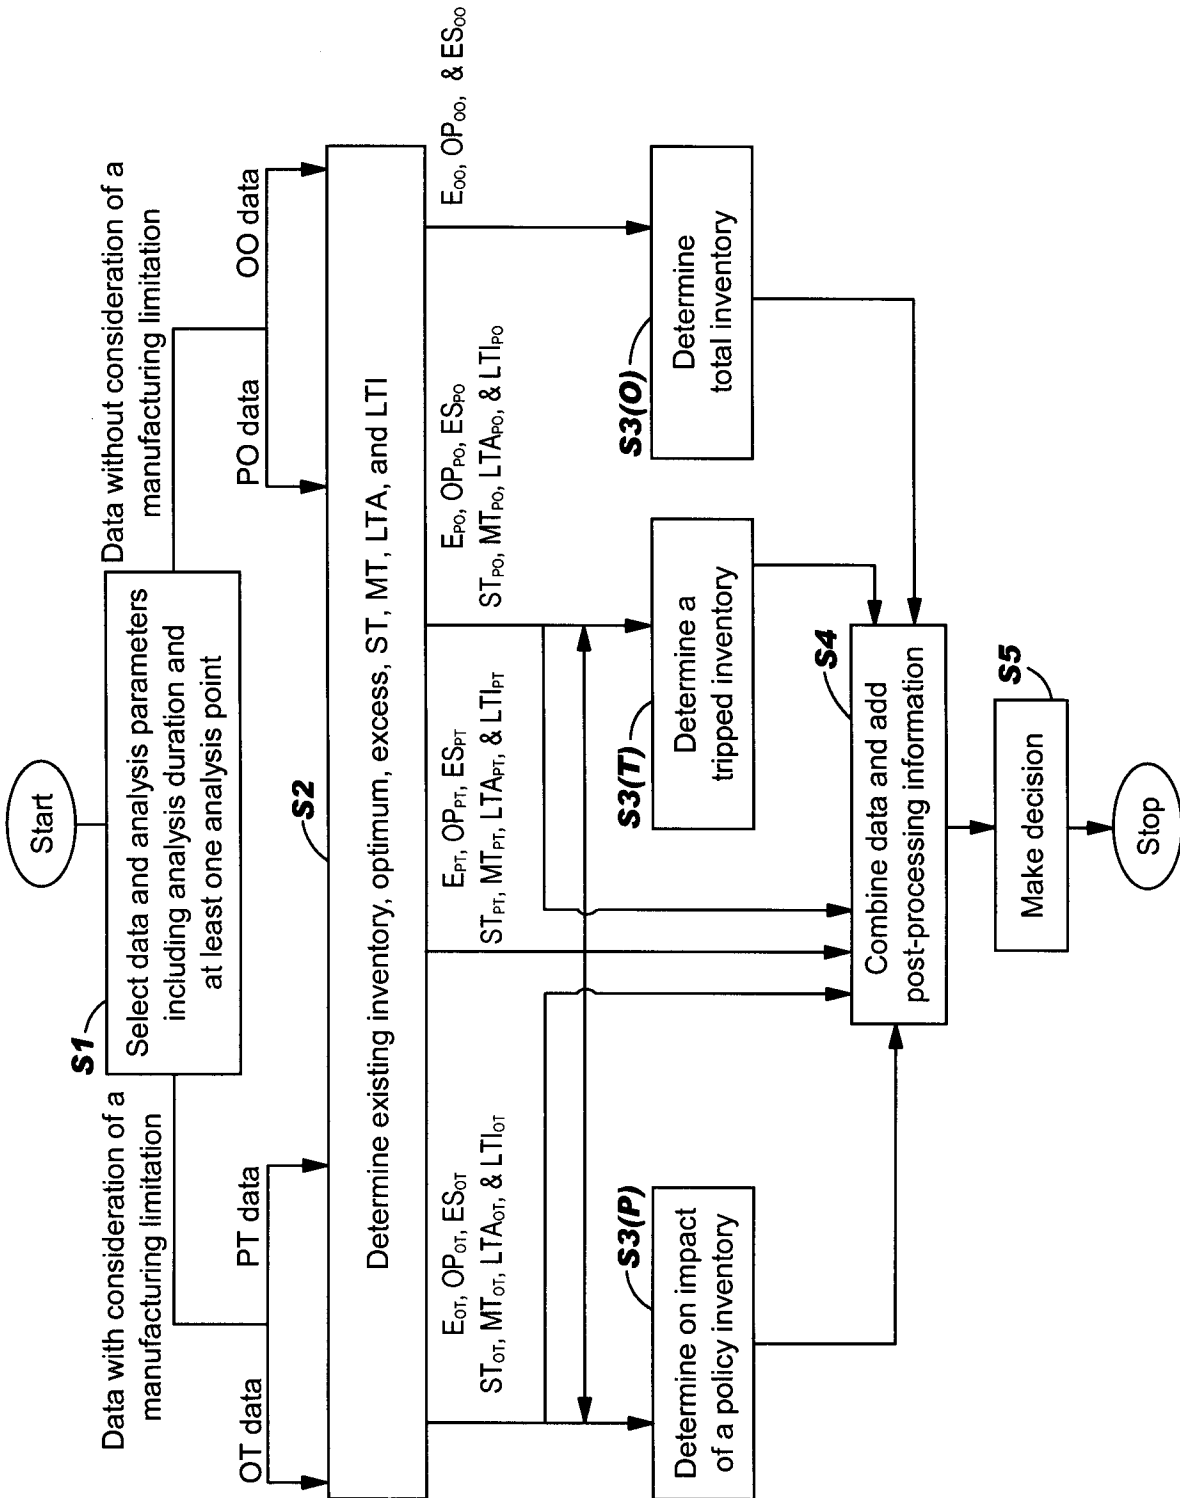 Start
S1
Select data and analysis parameters
including analysis duration and
at least one analysis point
Data with consideration of a
manufacturing limitation
Data without consideration of a
manufacturing limitation
OT data
PT data
PO data
OO data
S2
Determine existing inventory, optimum, excess, ST, MT, LTA, and LTI
E_OT, OP_OT, ES_OT
ST_OT, MT_OT, LTA_OT, & LTI_OT
E_PT, OP_PT, ES_PT
ST_PT, MT_PT, LTA_PT, & LTI_PT
E_PO, OP_PO, ES_PO
ST_PO, MT_PO, LTA_PO, & LTI_PO
E_OO, OP_OO, & ES_OO
S3(P)
Determine on impact
of a policy inventory
S3(T)
Determine a
tripped inventory
S3(O)
Determine
total inventory
S4
Combine data and add
post-processing information
S5
Make decision
Stop